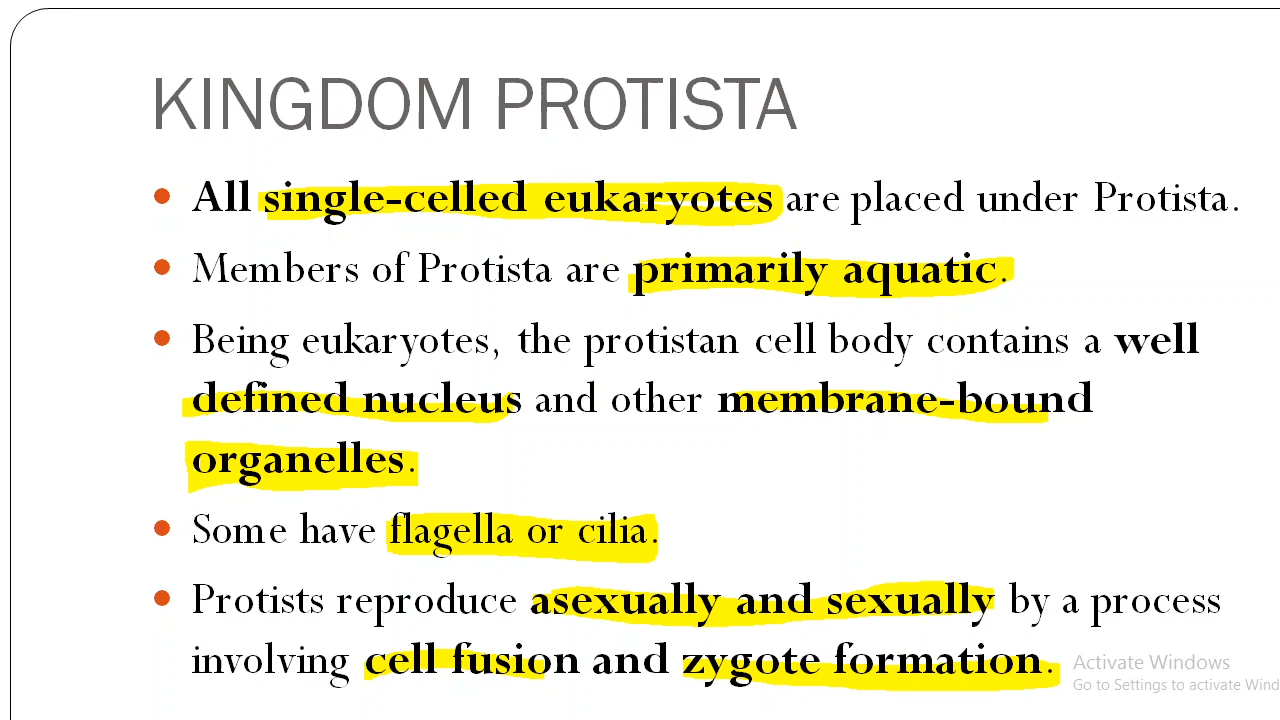 KINGDOM PROTISTA
• All single-celled eukaryotes are placed under Protista.
• Members of Protista are primarily aquatic.
• Being eukaryotes, the protistan cell body contains a well
defined nucleus and other membrane-bound
organelles.
• Some have flagella or cilia.
• Protists reproduce asexually and sexually by a process
involving cell fusion and zygote formation.
Activate Windows
Go to Settings to activate Wind